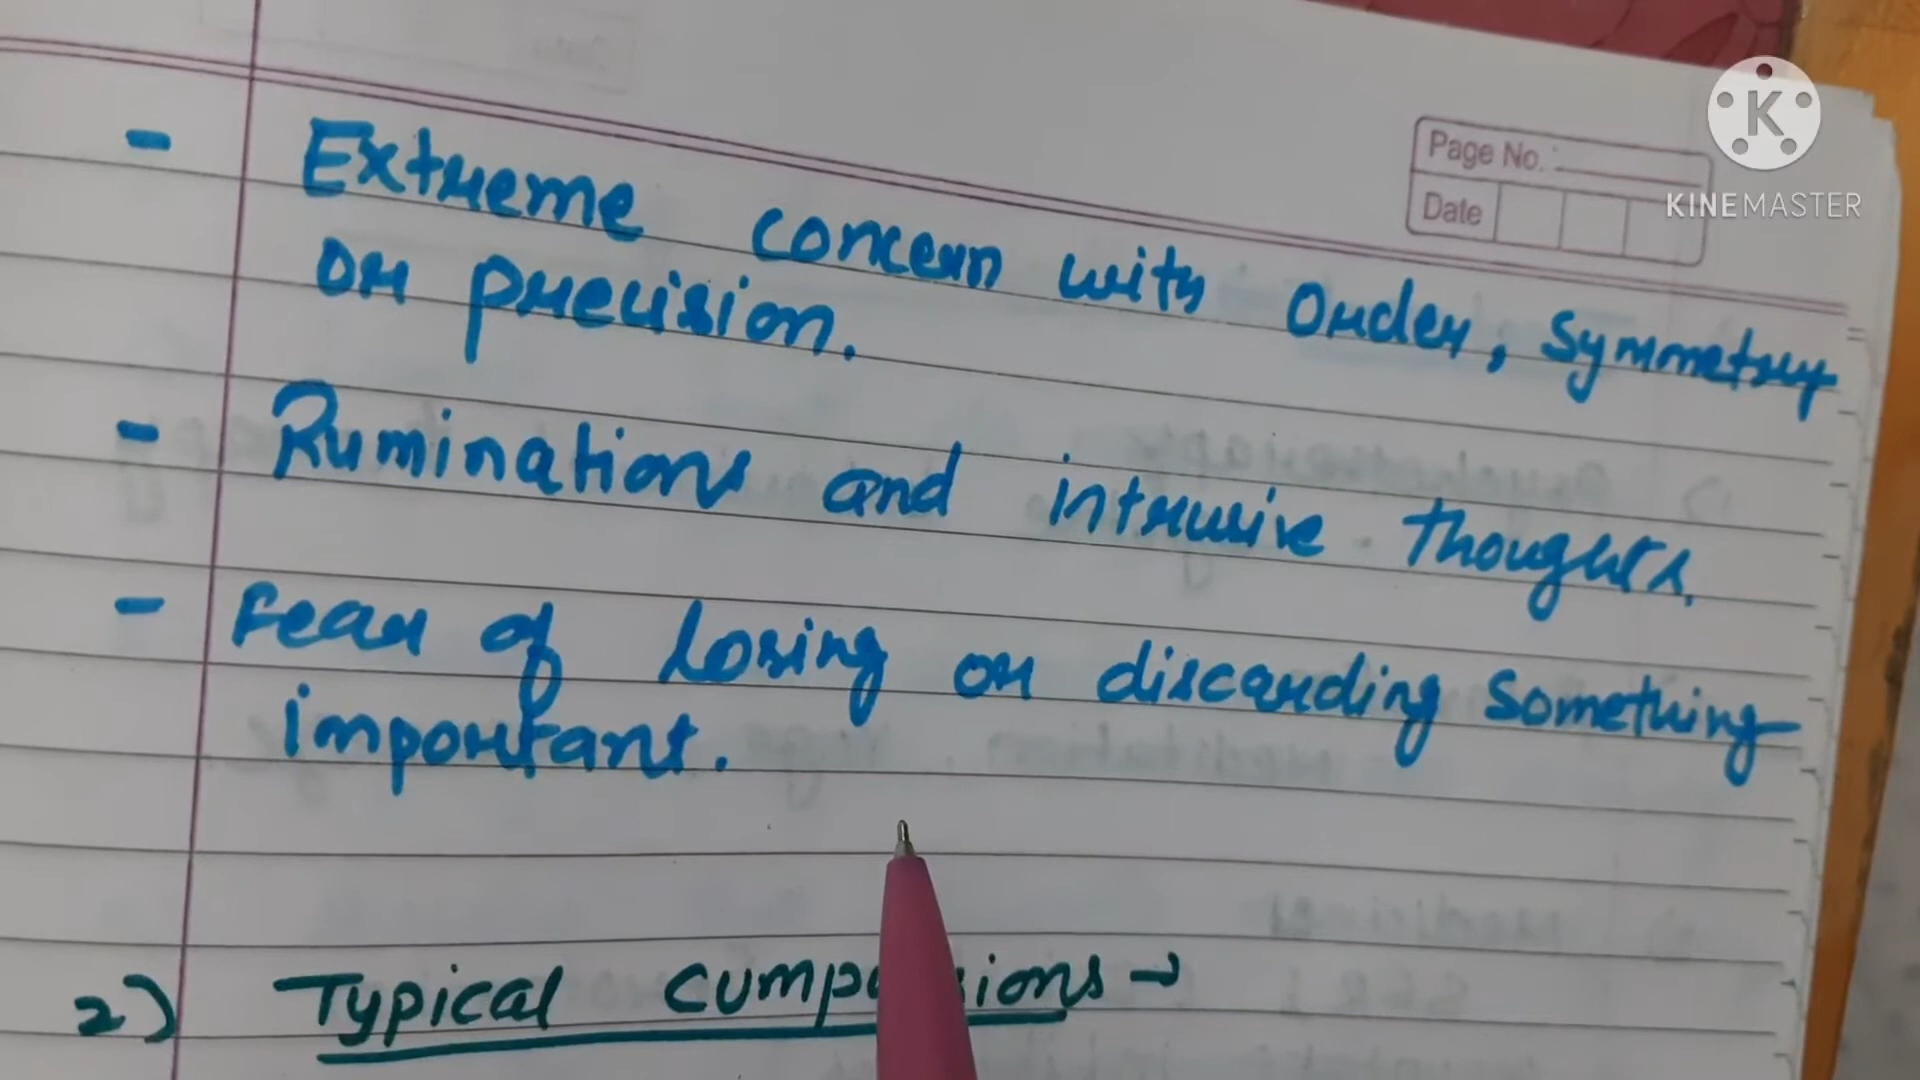 Page No.
Date
KINEMASTER
- Extreme concern with Order, Symmetry
or precision.
- Ruminations and intrusive thoughts.
- Fear of losing or discarding something
important.
2) Typical